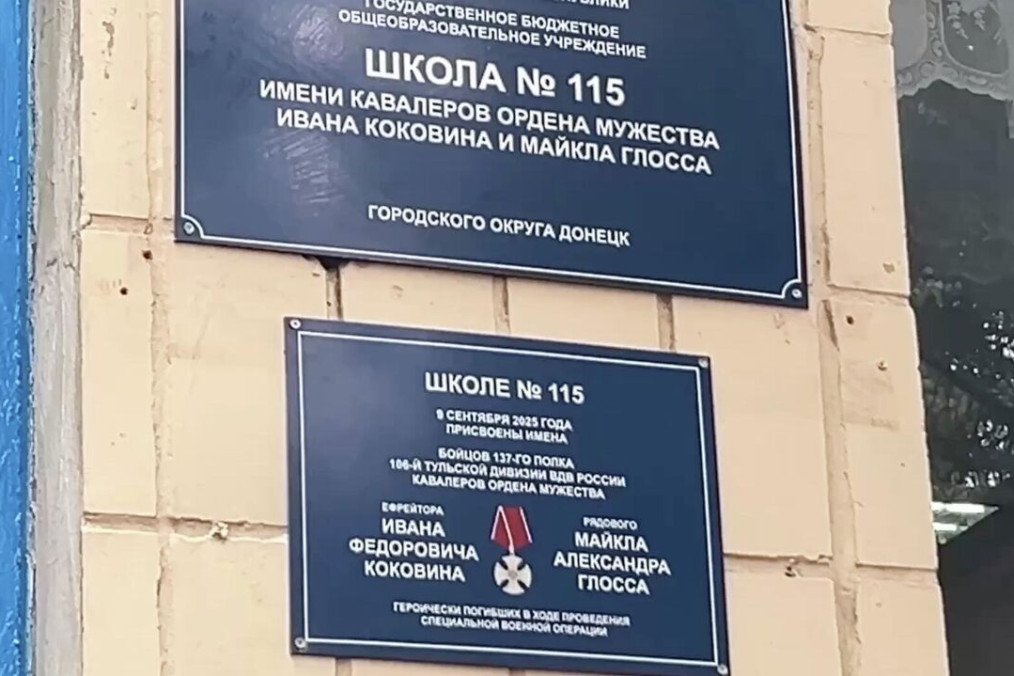 ГОСУДАРСТВЕННОЕ БЮДЖЕТНОЕ
ОБЩЕОБРАЗОВАТЕЛЬНОЕ УЧРЕЖДЕНИЕ
ШКОЛА № 115
ИМЕНИ КАВАЛЕРОВ ОРДЕНА МУЖЕСТВА
ИВАНА КОКОВИНА И МАЙКЛА ГЛОССА
ГОРОДСКОГО ОКРУГА ДОНЕЦК
ШКОЛЕ № 115
9 СЕНТЯБРЯ 2025 ГОДА
ПРИСВОЕНЫ ИМЕНА
БОЙЦОВ 137-ГО ПОЛКА
106-Й ТУЛЬСКОЙ ДИВИЗИИ ВДВ РОССИИ
КАВАЛЕРОВ ОРДЕНА МУЖЕСТВА
ЕФРЕЙТОРА
ИВАНА
ФЕДОРОВИЧА
КОКОВИНА
РЯДОВОГО
МАЙКЛА
АЛЕКСАНДРА
ГЛОССА
ГЕРОИЧЕСКИ ПОГИБШИХ В ХОДЕ ПРОВЕДЕНИЯ
СПЕЦИАЛЬНОЙ ВОЕННОЙ ОПЕРАЦИИ